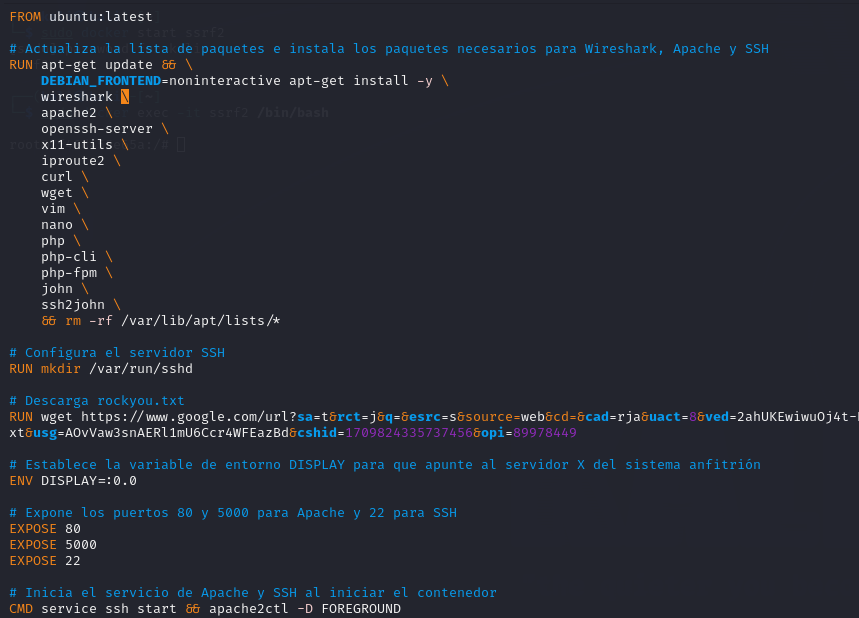 FROM ubuntu:latest
# Actualiza la lista de paquetes e instala los paquetes necesarios para Wireshark, Apache y SSH
RUN apt-get update && \
DEBIAN_FRONTEND=noninteractive apt-get install -y \
wireshark \
apache2 \
openssh-server \
x11-utils \
iproute2 \
curl \
wget \
vim \
nano \
php \
php-cli \
php-fpm \
john \
ssh2john \
&& rm -rf /var/lib/apt/lists/*
# Configura el servidor SSH
RUN mkdir /var/run/sshd
# Descarga rockyou.txt
RUN wget https://www.google.com/url?sa=t&rct=j&q=&esrc=s&source=web&cd=&cad=rja&uact=8&ved=2ahUKEwiwuOj4t-
xt&usg=AOvVaw3snAERl1mU6Ccr4WFEazBd&cshid=1709824335737456&opi=89978449
# Establece la variable de entorno DISPLAY para que apunte al servidor X del sistema anfitrión
ENV DISPLAY=:0.0
# Expone los puertos 80 y 5000 para Apache y 22 para SSH
EXPOSE 80
EXPOSE 5000
EXPOSE 22
# Inicia el servicio de Apache y SSH al iniciar el contenedor
CMD service ssh start && apache2ctl -D FOREGROUND